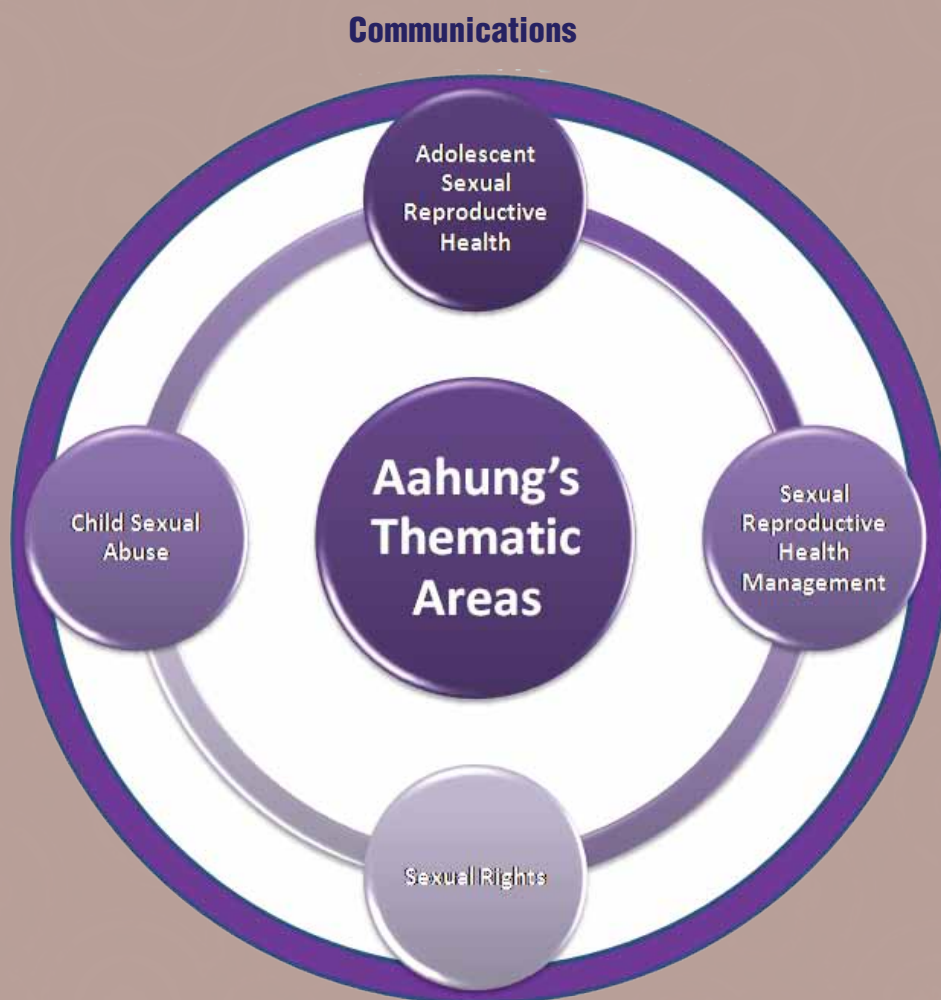 Communications
Adolescent
Sexual
Reproductive
Health
Aahung’s
Thematic
Areas
Child Sexual
Abuse
Sexual
Reproductive
Health
Management
Sexual Rights